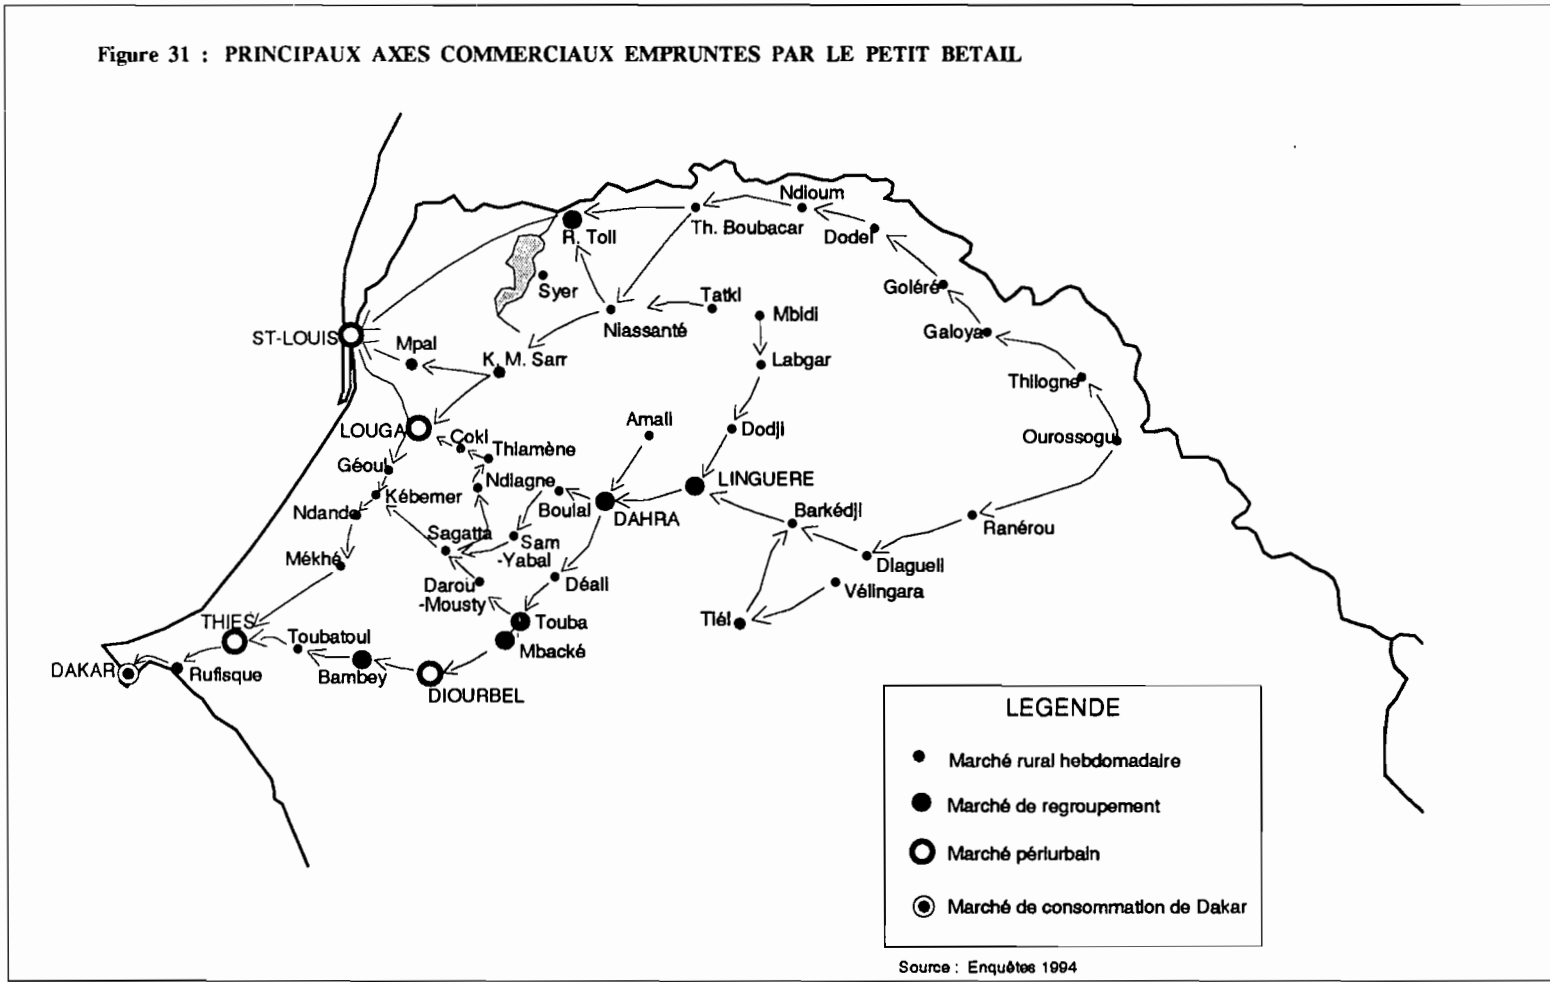 Figure 31 : PRINCIPAUX AXES COMMERCIAUX EMPRUNTES PAR LE PETIT BETAIL
Ndioum
R. Toll
Th. Boubacar
Dodel
Syer
Goléré
Tatki
Mbidi
Niassanté
Galoya
ST-LOUIS
Mpal
K. M. Sarr
Labgar
Thilogne
LOUGA
Amali
Dodji
Ourossogui
Coki
Thiamène
Géoul
Ndiagne
LINGUERE
Kébemer
Boulal
DAHRA
Barkédji
Ndande
Ranérou
Sagatta
Sam
-Yabal
Mékhé
Diagueli
Darou
-Mousty
Déali
Vélingara
THIES
Touba
Tiél
Toubatoul
Mbacké
DAKAR
Rufisque
Bambey
DIOURBEL
LEGENDE
Marché rural hebdomadaire
Marché de regroupement
Marché périurbain
Marché de consommation de Dakar
Source : Enquêtes 1994